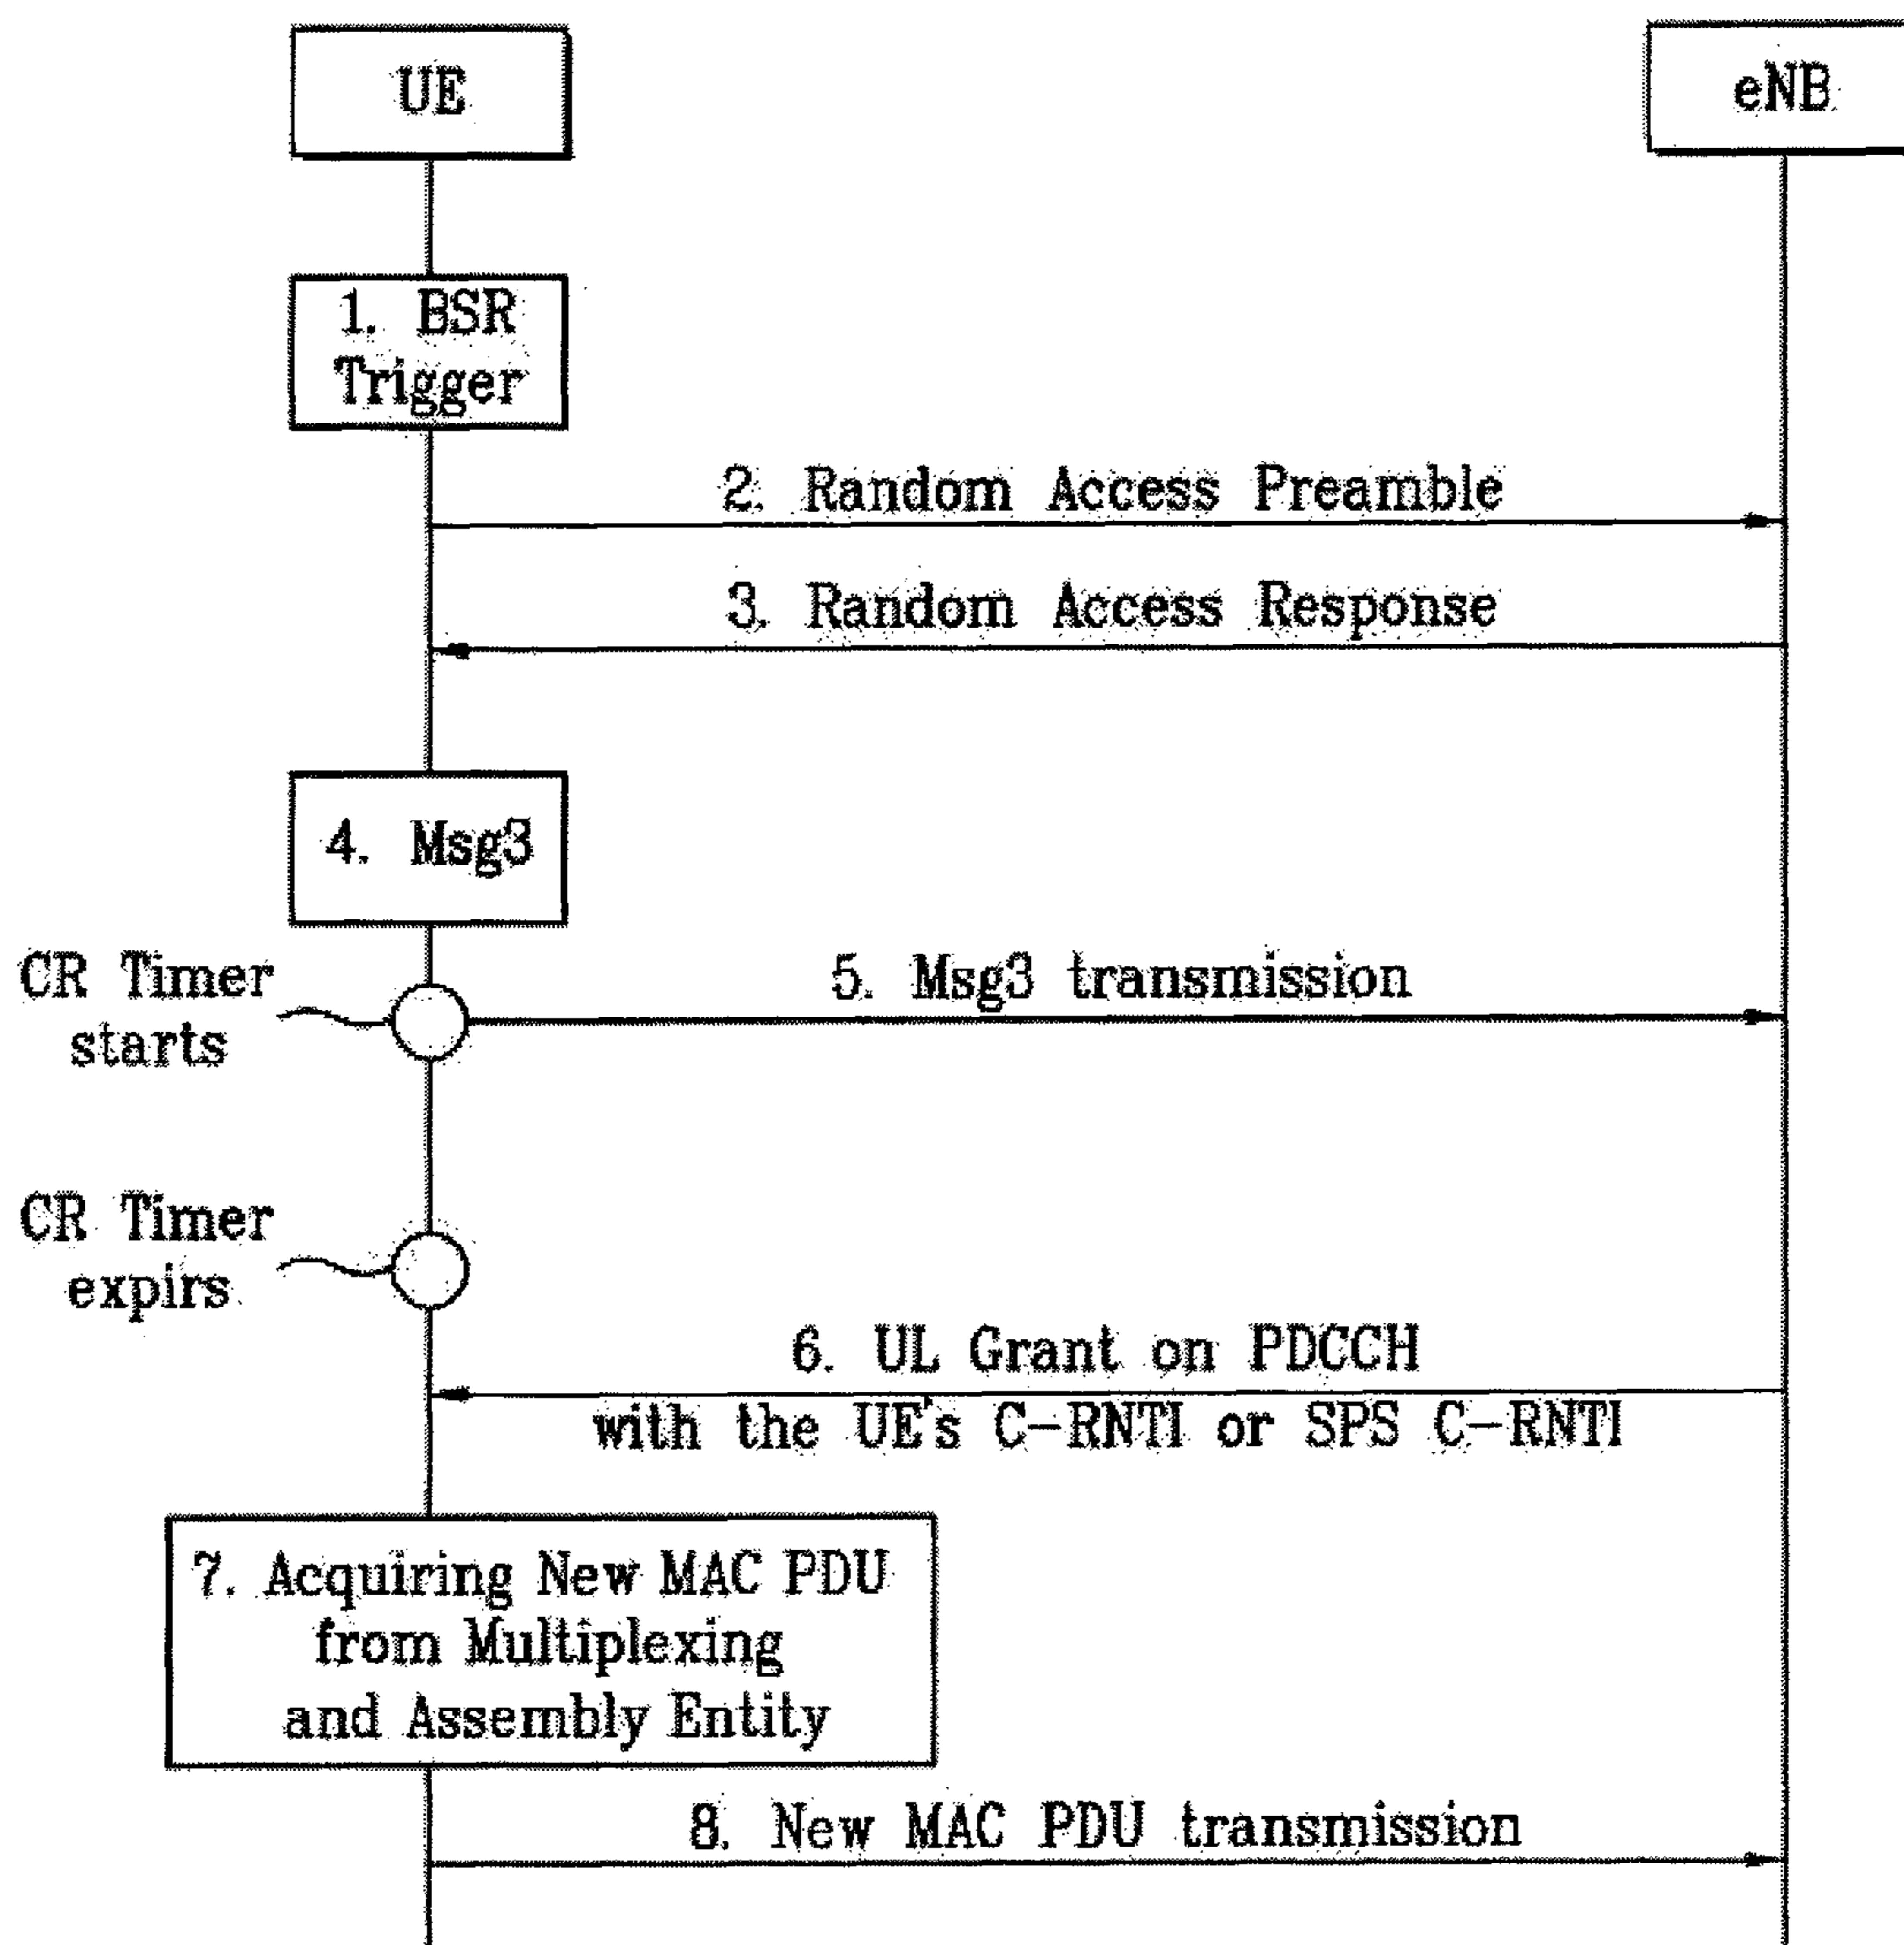 UE
eNB
1. BSR
Trigger
2. Random Access Preamble
3. Random Access Response
4. Msg3
CR Timer
starts
5. Msg3 transmission
CR Timer
expirs
6. UL Grant on PDCCH
with the UE's C-RNTI or SPS C-RNTI
7. Acquiring New MAC PDU
from Multiplexing
and Assembly Entity
8. New MAC PDU transmission